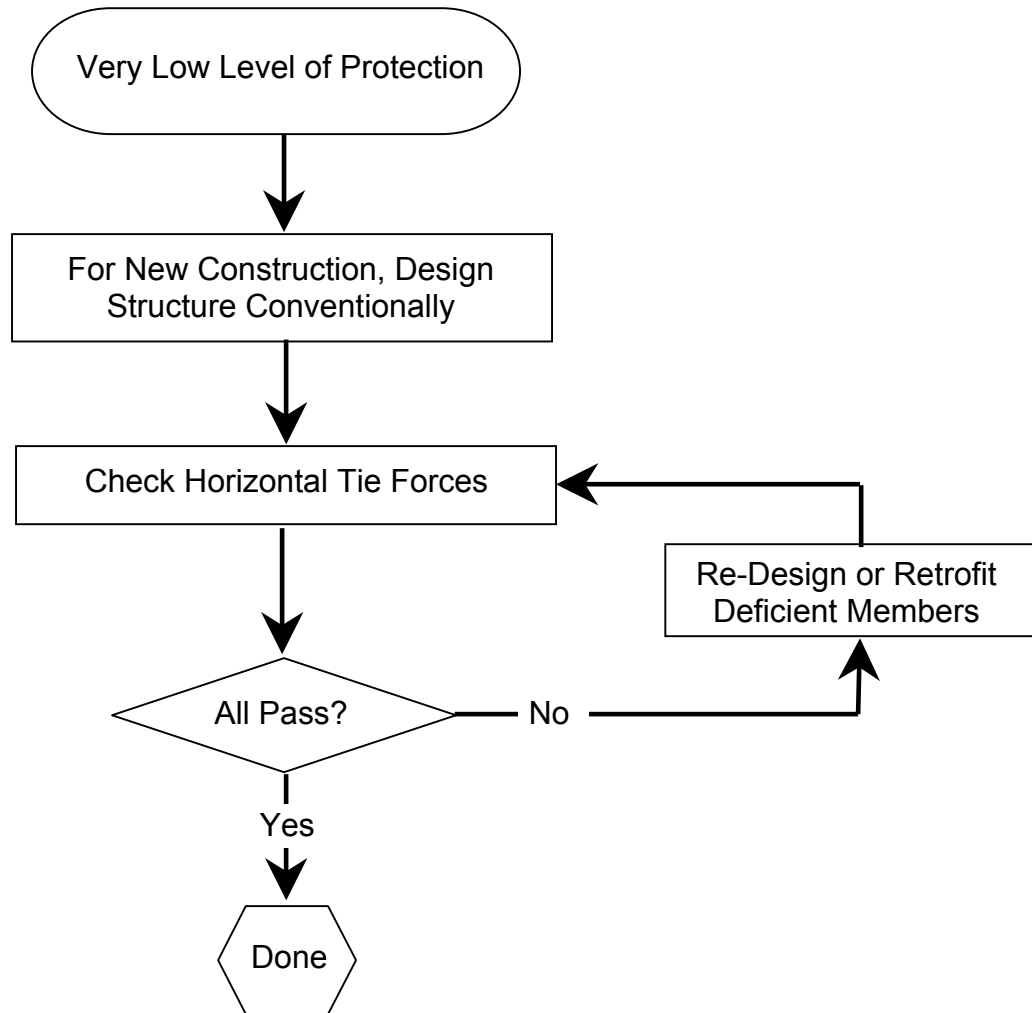 Very Low Level of Protection
For New Construction, Design
Structure Conventionally
Check Horizontal Tie Forces
Re-Design or Retrofit
Deficient Members
All Pass?
No
Yes
Done